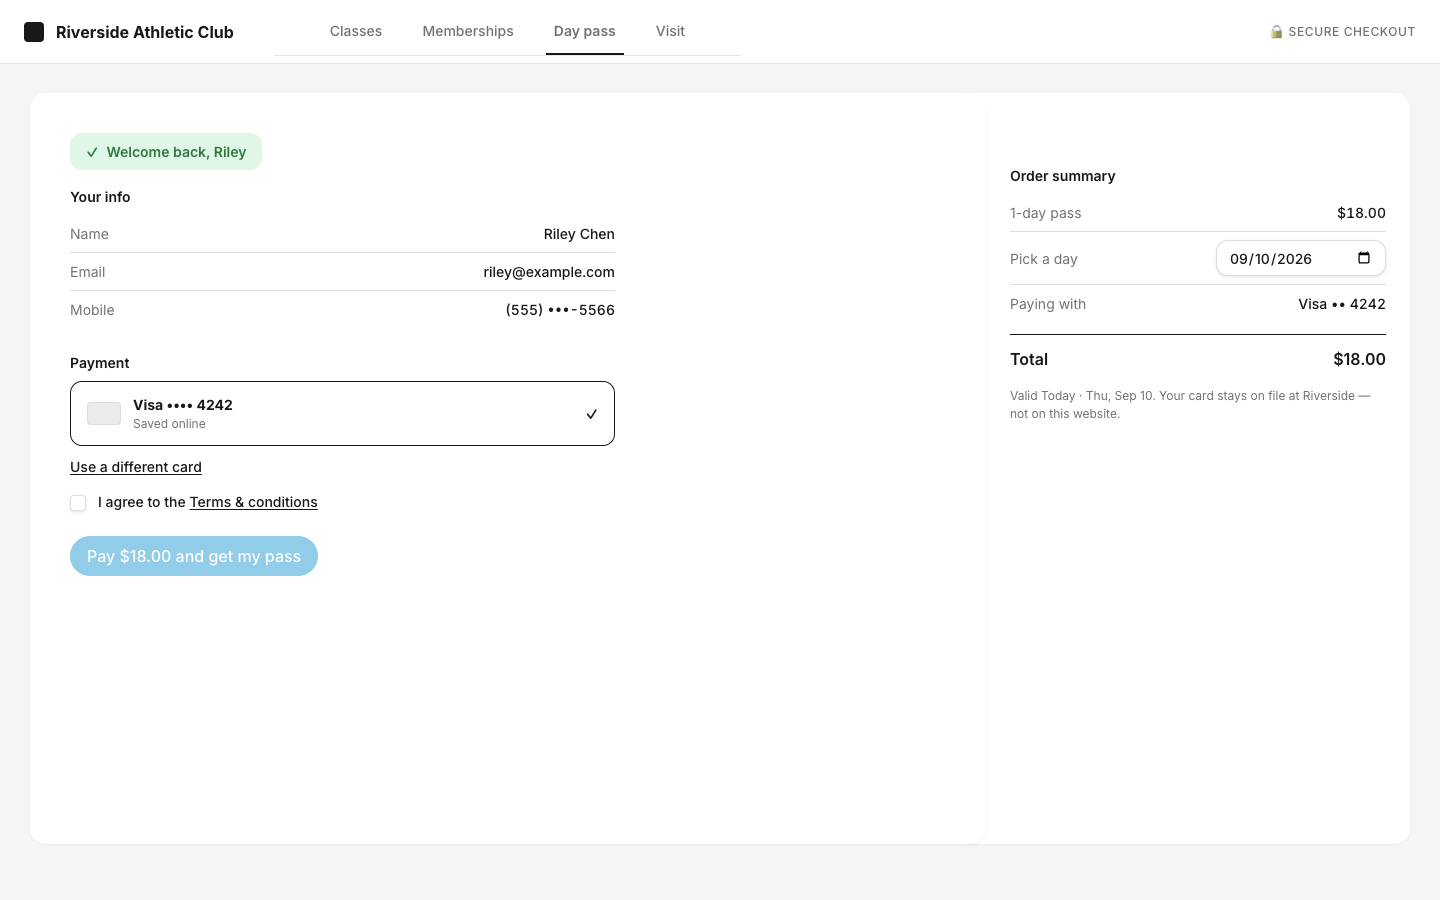 Riverside Athletic Club
Classes
Memberships
Day pass
Visit
🔒 SECURE CHECKOUT
✓ Welcome back, Riley
Your info
Name Riley Chen
Email riley@example.com
Mobile (555) •••-5566
Payment
Visa •••• 4242
Saved online
Use a different card
I agree to the Terms & conditions
Pay $18.00 and get my pass
Order summary
1-day pass $18.00
Pick a day 09/10/2026
Paying with Visa •• 4242
Total $18.00
Valid Today · Thu, Sep 10. Your card stays on file at Riverside —
not on this website.